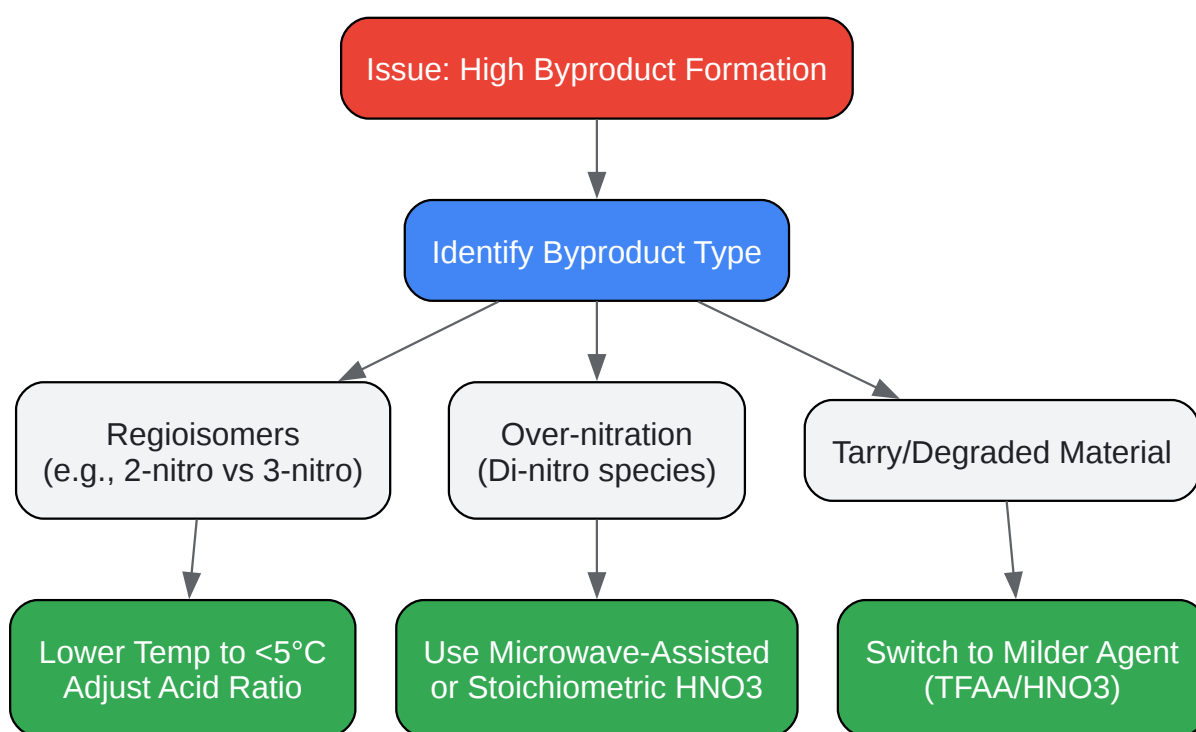 Issue: High Byproduct Formation
Identify Byproduct Type
Regioisomers
(e.g., 2-nitro vs 3-nitro)
Over-nitration
(Di-nitro species)
Tarry/Degraded Material
Lower Temp to <5°C
Adjust Acid Ratio
Use Microwave-Assisted
or Stoichiometric HNO3
Switch to Milder Agent
(TFAA/HNO3)